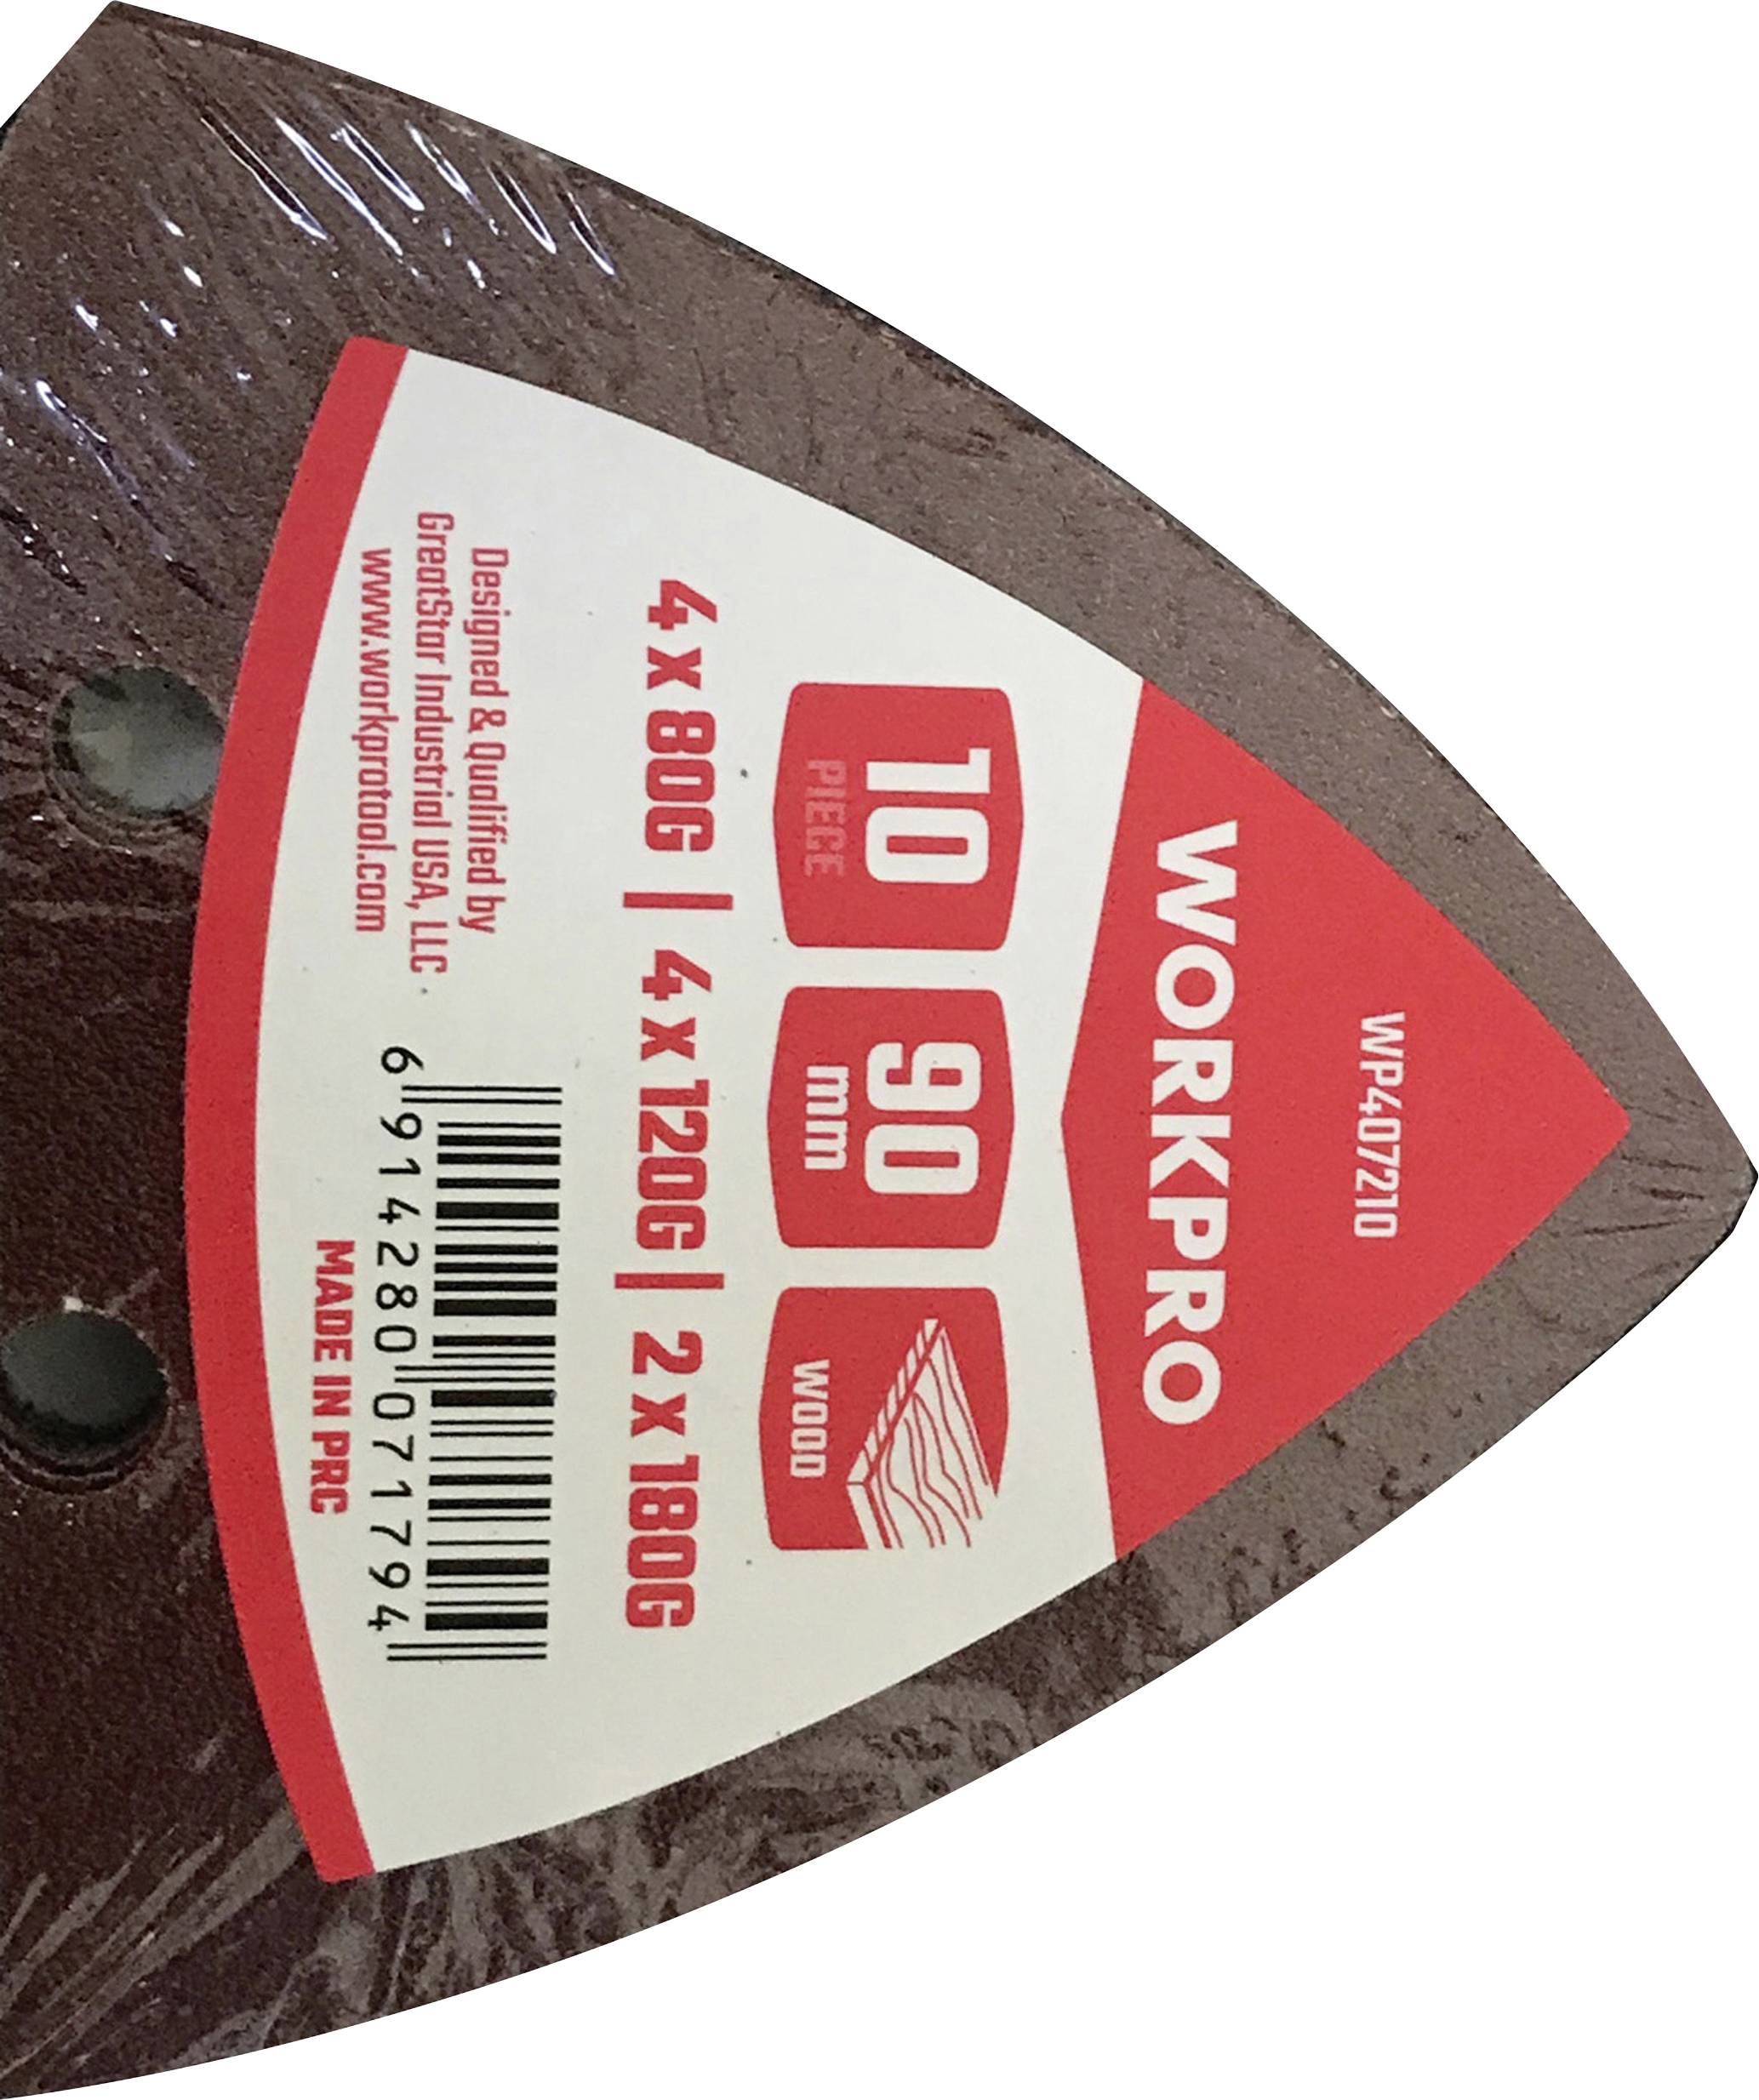 WP407210
WORKPRO
10
PIECE
90
mm
WOOD
4 x 80G | 4 x 120G | 2 x 180G
Designed & Qualified by
GreatStar Industrial USA, LLC
www.workprotool.com
6 914280 071794
MADE IN PRC